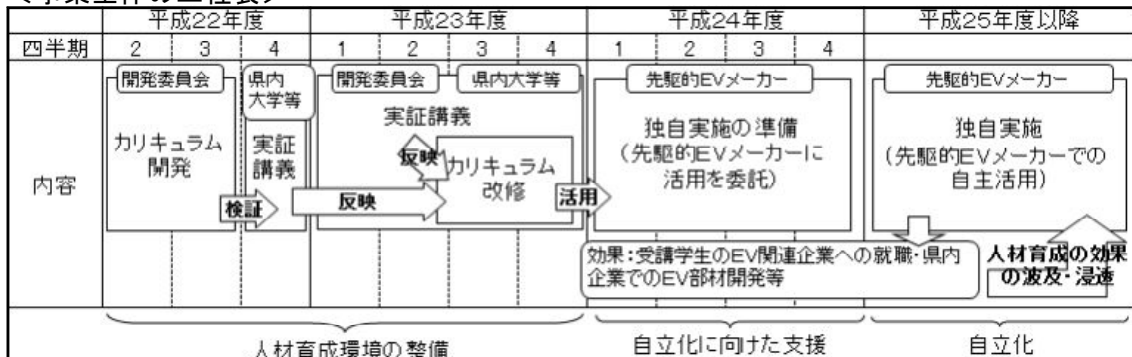 <事業全体の工程表>
平成22年度 平成23年度 平成24年度 平成25年度以降
四半期 2 3 4 1 2 3 4 1 2 3 4
内容
開発委員会
県内
大学等
開発委員会
県内大学等
先駆的EVメーカー
先駆的EVメーカー
カリキュラム
開発
実証
講義
実証講義
反映
カリキュラム
改修
検証
反映
活用
独自実施の準備
(先駆的EVメーカーに
活用を委託)
独自実施
(先駆的EVメーカーでの
自主活用)
効果:受講学生のEV関連企業への就職・県内
企業でのEV部材開発等
人材育成の効果
の波及・浸透
人材育成環境の整備
自立化に向けた支援
自立化